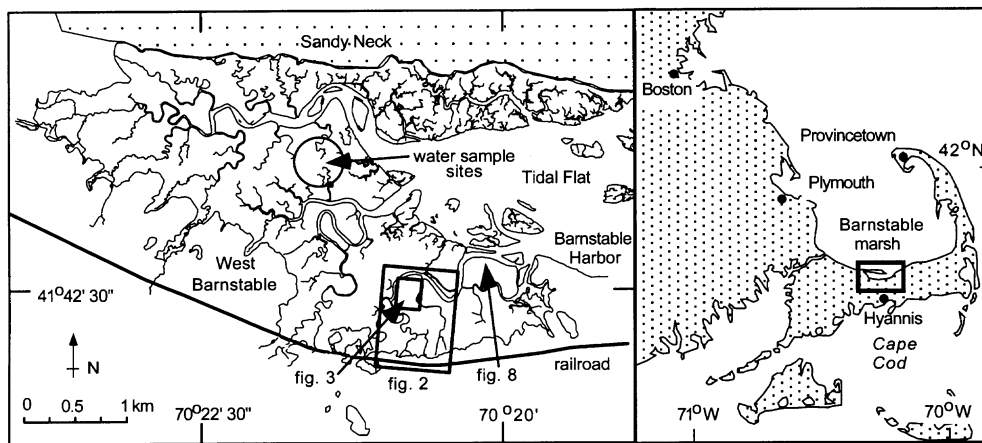 Sandy Neck
water sample
sites
Tidal Flat
West
Barnstable
Barnstable
Harbor
41° 42' 30"
N
fig. 3
fig. 2
fig. 8
railroad
0 0.5 1 km
70° 22' 30"
70° 20'
Boston
Provincetown
42°N
Plymouth
Barnstable
marsh
Hyannis
Cape
Cod
71°W
70°W